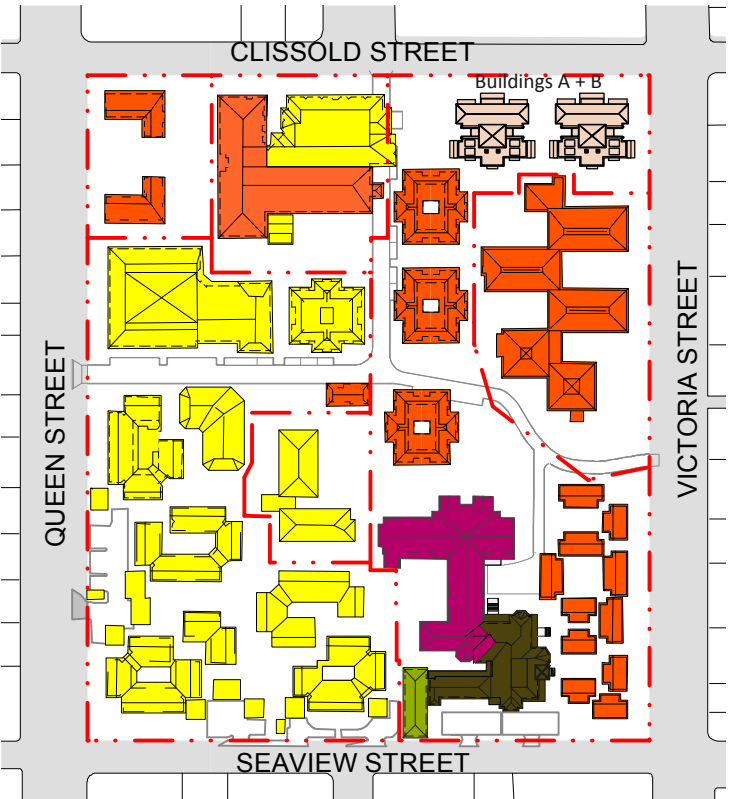 CLISSOLD STREET
Buildings A + B
QUEEN STREET
VICTORIA STREET
SEAVIEW STREET